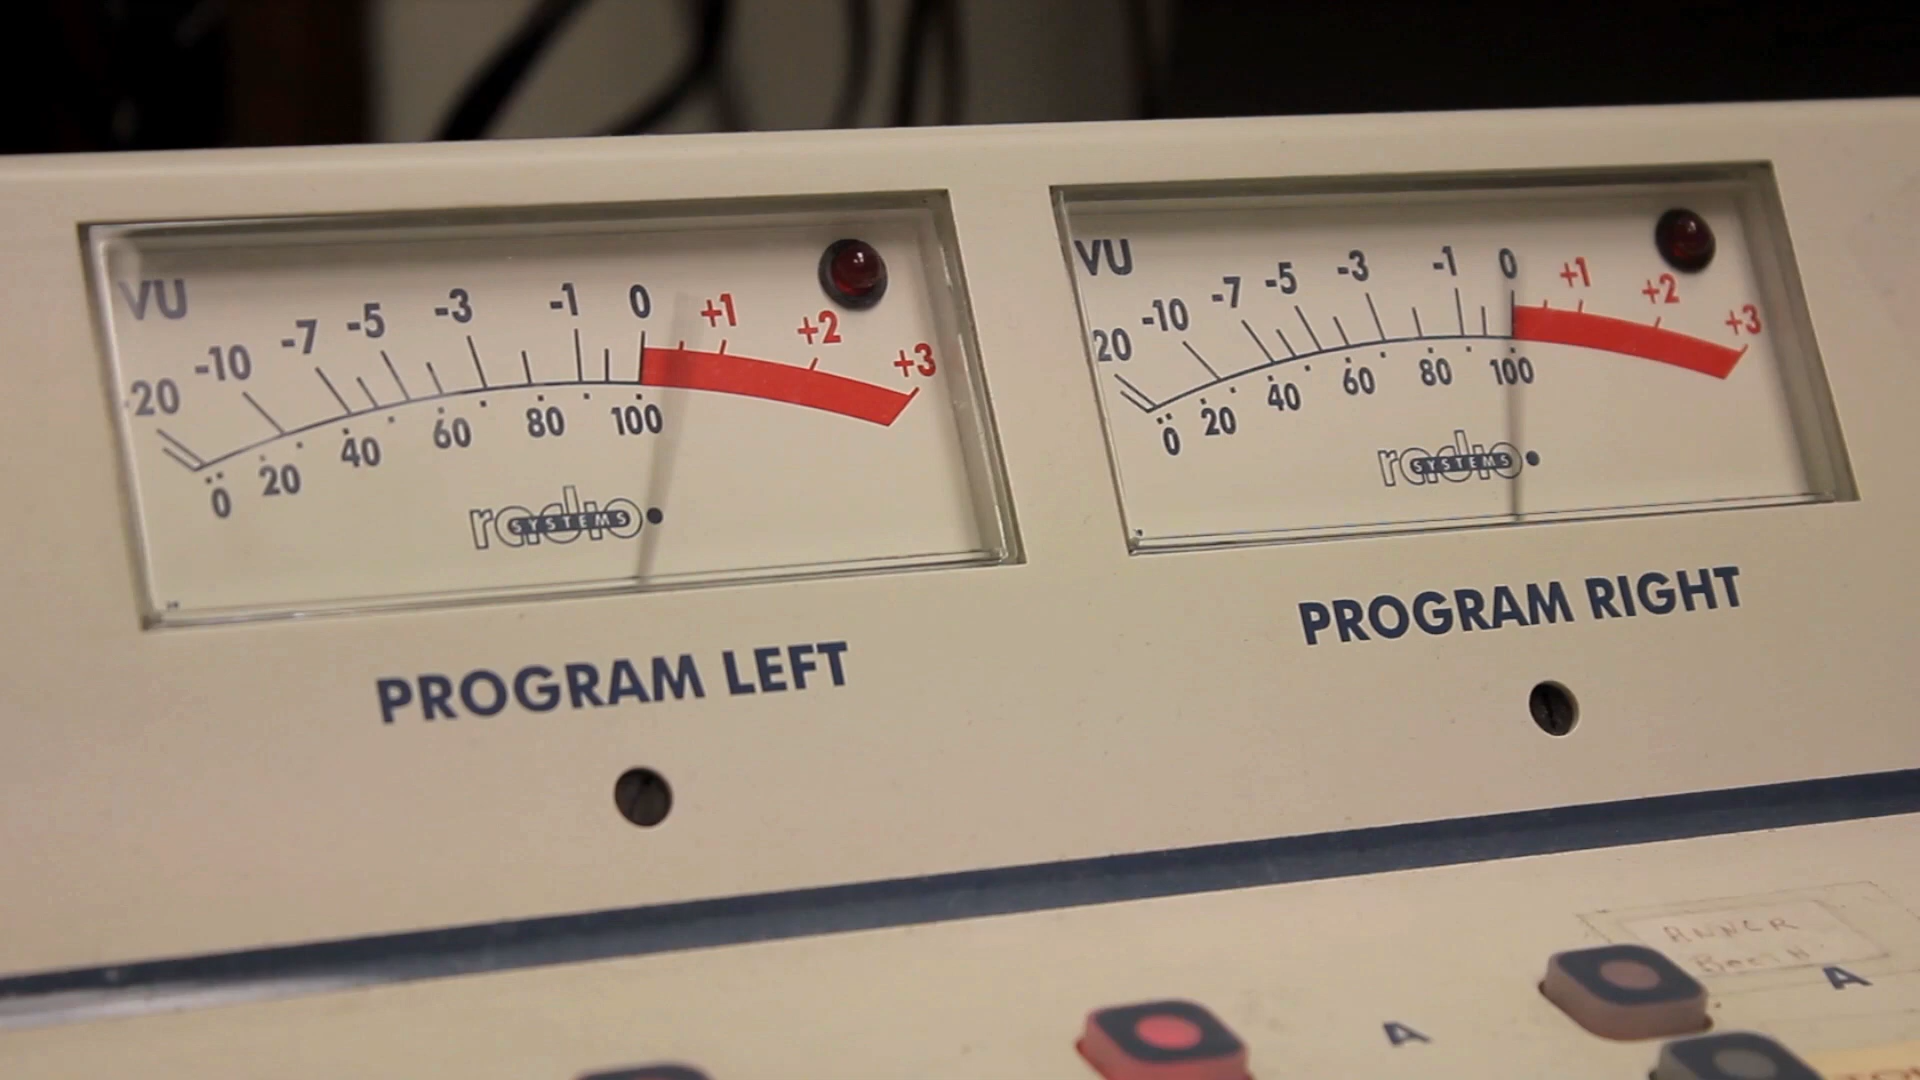 VU
-20 -10 -7 -5 -3 -1 0 +1 +2 +3
0 20 40 60 80 100
radio
SYSTEMS
PROGRAM LEFT
VU
20 -10 -7 -5 -3 -1 0 +1 +2 +3
0 20 40 60 80 100
radio
SYSTEMS
PROGRAM RIGHT
ANNCR
A
A